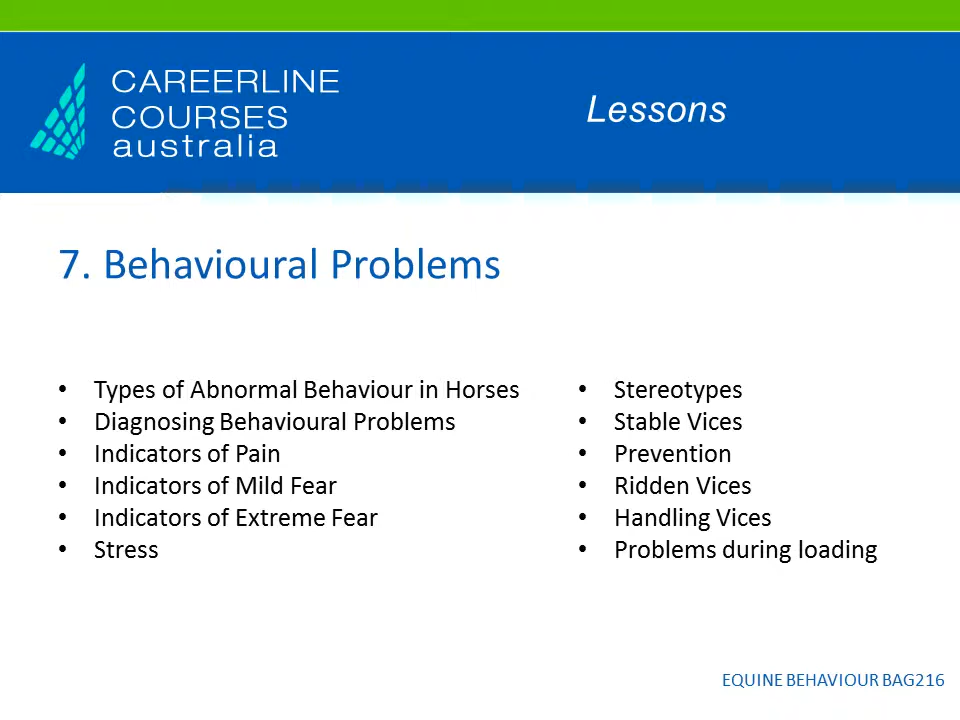 CAREERLINE
COURSES
australia
Lessons
7. Behavioural Problems
• Types of Abnormal Behaviour in Horses
• Diagnosing Behavioural Problems
• Indicators of Pain
• Indicators of Mild Fear
• Indicators of Extreme Fear
• Stress
• Stereotypes
• Stable Vices
• Prevention
• Ridden Vices
• Handling Vices
• Problems during loading
EQUINE BEHAVIOUR BAG216